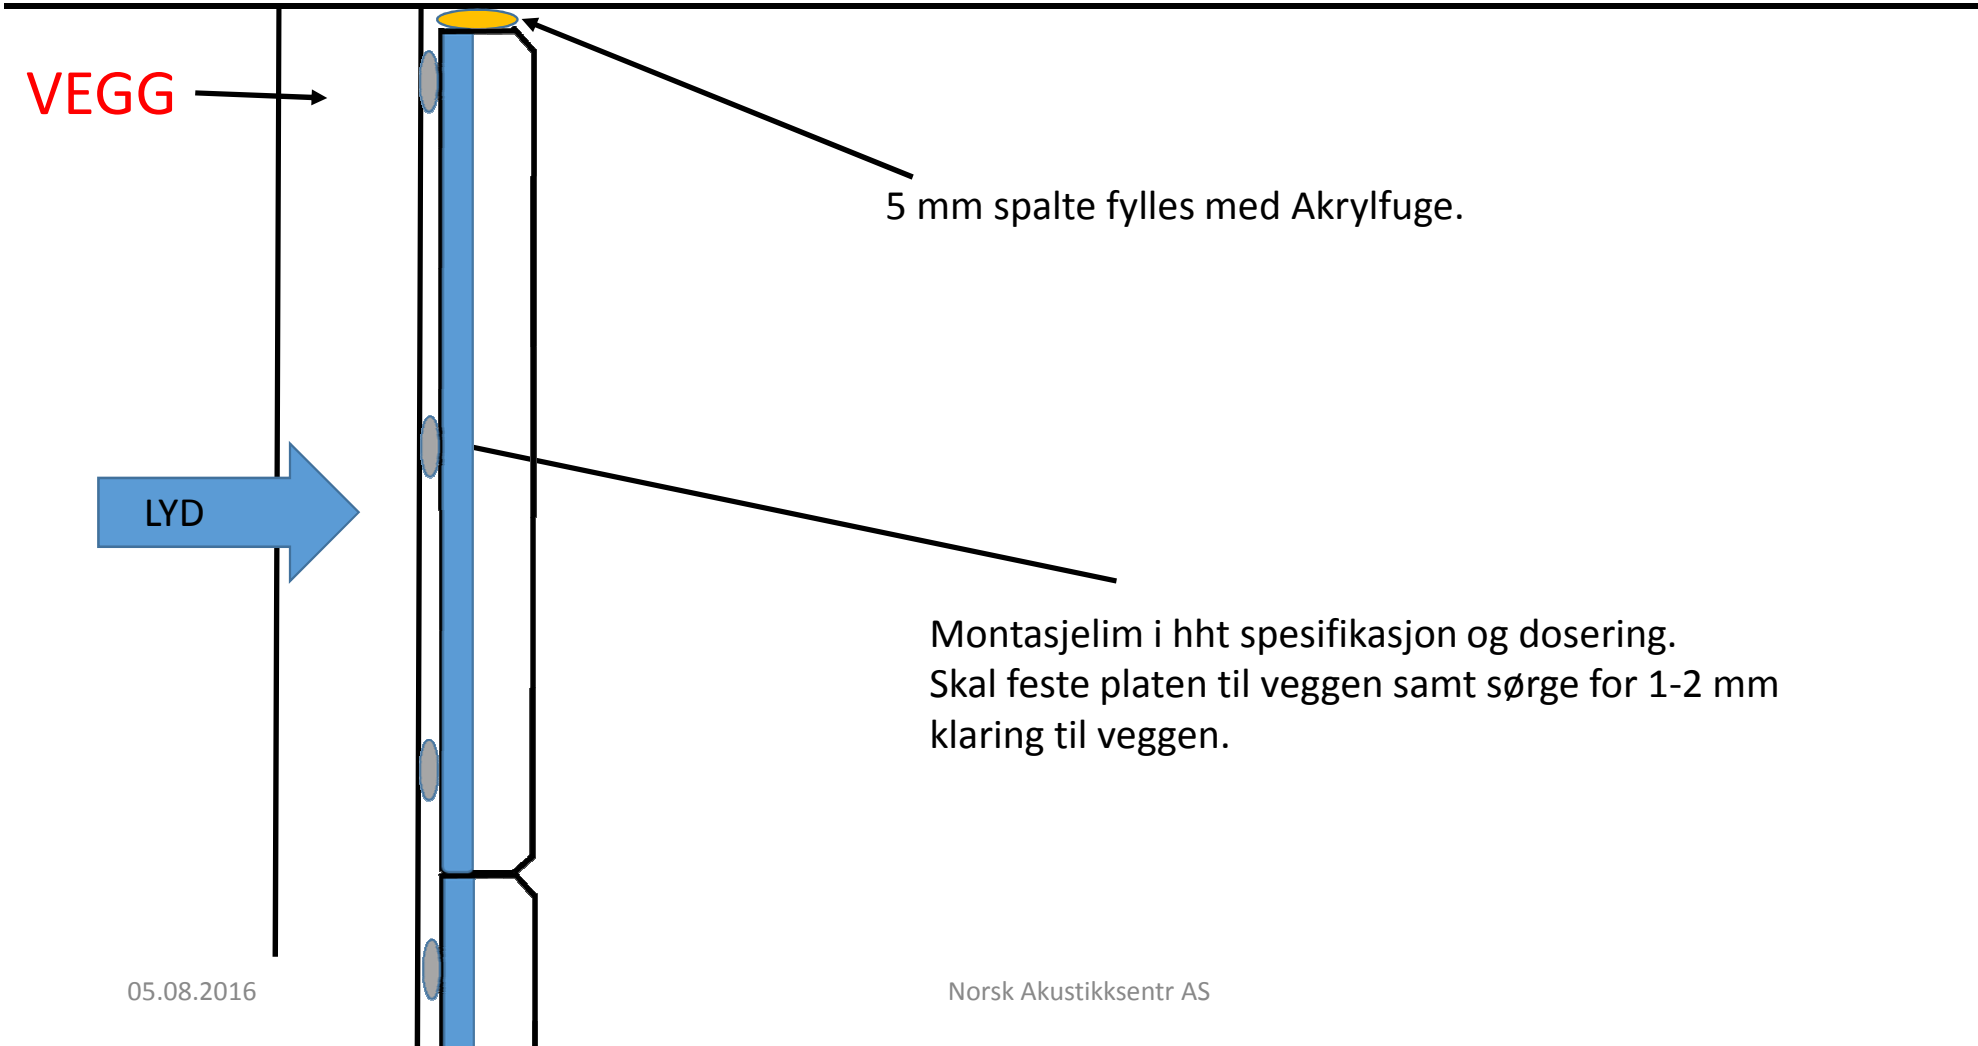 VEGG
5 mm spalte fylles med Akrylfuge.
LYD
Montasjelim i hht spesifikasjon og dosering.
Skal feste platen til veggen samt sørge for 1-2 mm
klaring til veggen.
05.08.2016
Norsk Akustikksentr AS